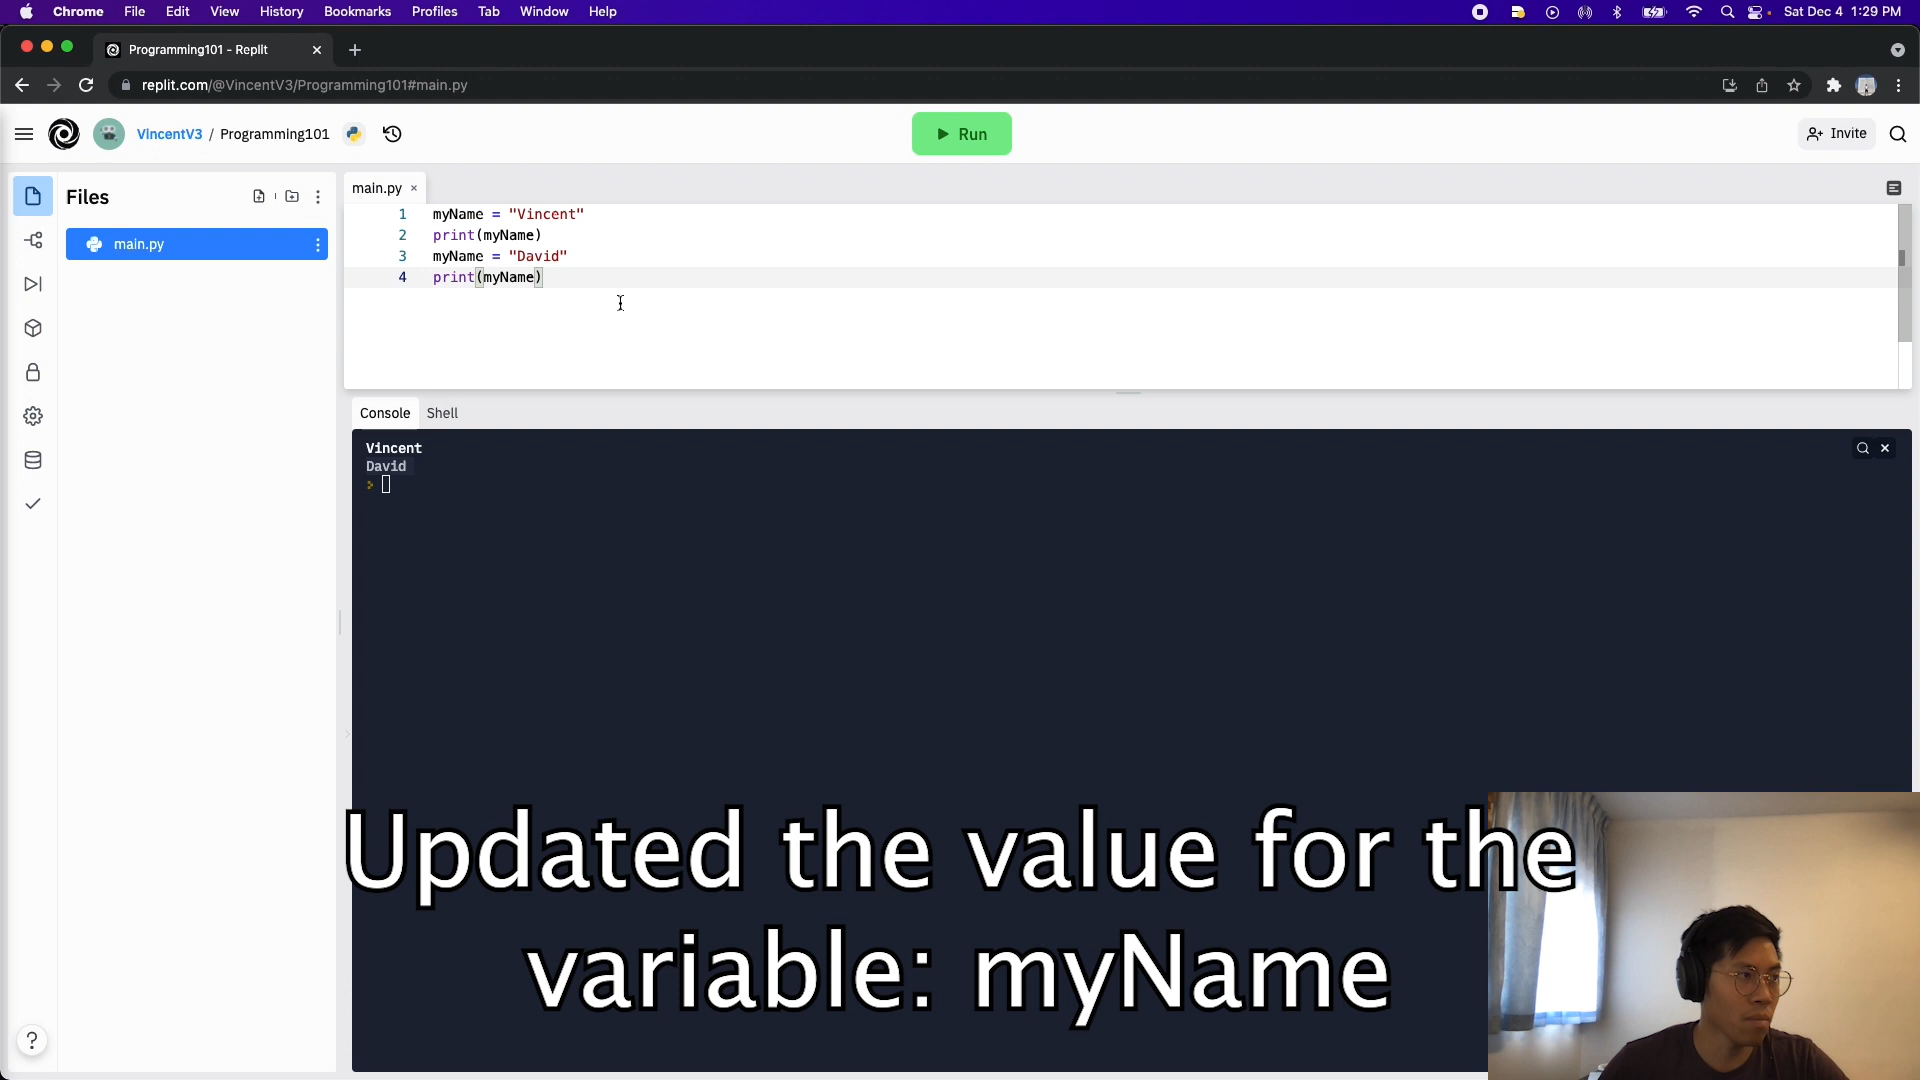 Chrome File Edit View History Bookmarks Profiles Tab Window Help Sat Dec 4 1:29 PM
Programming101 - Replit
replit.com/@VincentV3/Programming101#main.py
VincentV3 / Programming101
Run
Invite
Files
main.py
main.py
1 myName = "Vincent"
2 print(myName)
3 myName = "David"
4 print(myName)
Console Shell
Vincent
David
Updated the value for the
variable: myName
?